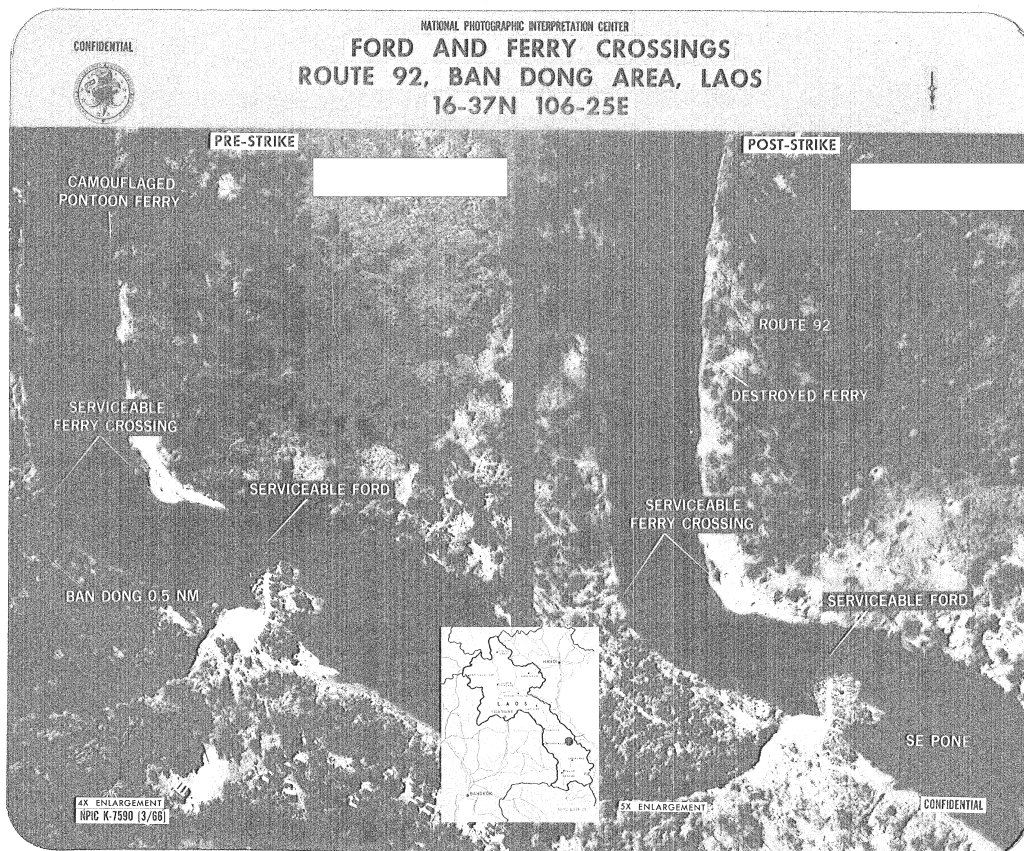 NATIONAL PHOTOGRAPHIC INTERPRETATION CENTER
CONFIDENTIAL
FORD AND FERRY CROSSINGS
ROUTE 92, BAN DONG AREA, LAOS
16-37N 106-25E
N
PRE-STRIKE
POST-STRIKE
CAMOUFLAGED
PONTOON FERRY
ROUTE 92
DESTROYED FERRY
SERVICEABLE
FERRY CROSSING
SERVICEABLE FORD
SERVICEABLE
FERRY CROSSING
BAN DONG 0.5 NM
SERVICEABLE FORD
HANOI
LAOS
VIENTIANE
BANGKOK
SE PONE
4X ENLARGEMENT
NPIC K-7590 (3/66)
5X ENLARGEMENT
CONFIDENTIAL